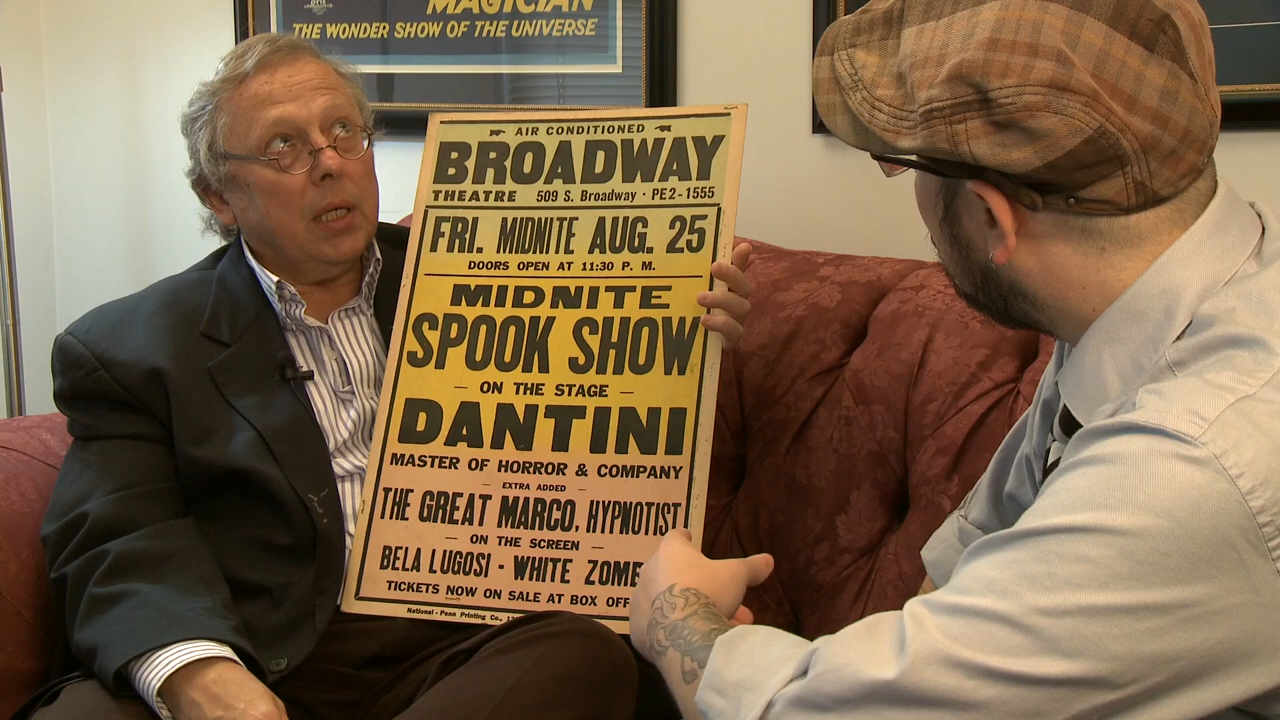 MAGICIAN
THE WONDER SHOW OF THE UNIVERSE
AIR CONDITIONED
BROADWAY
THEATRE 509 S. Broadway · PE2-1555
FRI. MIDNITE AUG. 25
DOORS OPEN AT 11:30 P. M.
MIDNITE
SPOOK SHOW
— ON THE STAGE —
DANTINI
MASTER OF HORROR & COMPANY
— EXTRA ADDED —
THE GREAT MARCO, HYPNOTIST
— ON THE SCREEN —
BELA LUGOSI - WHITE ZOMB
TICKETS NOW ON SALE AT BOX OFF
National - Penn Printing Co.,